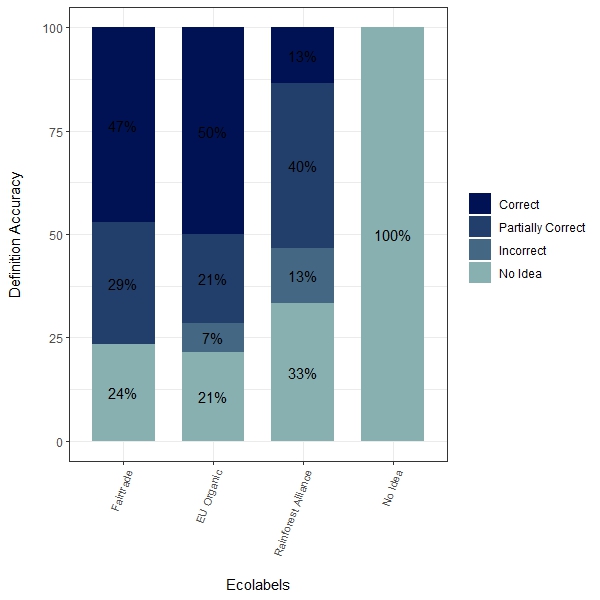 100
75
50
25
0
Definition Accuracy
47%
29%
24%
50%
21%
7%
21%
13%
40%
13%
33%
100%
Fairtrade
EU Organic
Rainforest Alliance
No Idea
Ecolabels
Correct
Partially Correct
Incorrect
No Idea